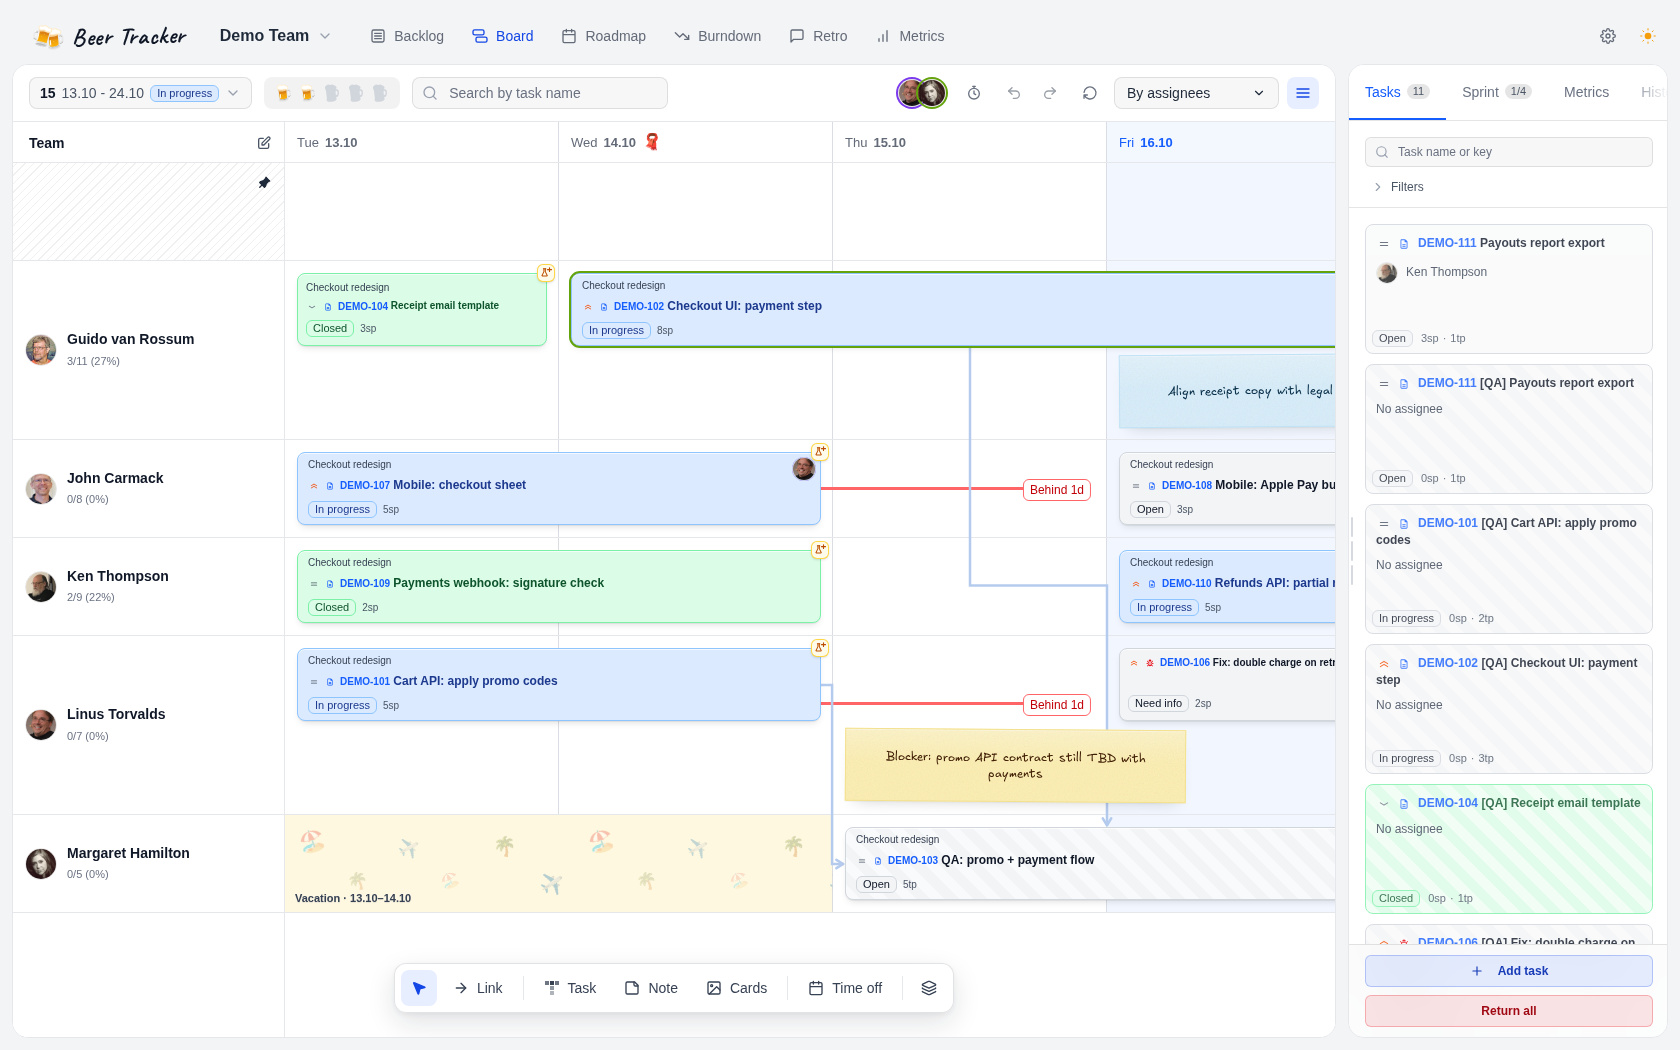 Beer Tracker
Demo Team
Backlog
Board
Roadmap
Burndown
Retro
Metrics
15 13.10 - 24.10 In progress
Search by task name
By assignees
Team
Tue 13.10
Wed 14.10
Thu 15.10
Fri 16.10
Guido van Rossum
3/11 (27%)
Checkout redesign
DEMO-104 Receipt email template
Closed 3sp
Checkout redesign
DEMO-102 Checkout UI: payment step
In progress 8sp
Align receipt copy with legal
John Carmack
0/8 (0%)
Checkout redesign
DEMO-107 Mobile: checkout sheet
In progress 5sp
Behind 1d
Checkout redesign
DEMO-108 Mobile: Apple Pay bu
Open 3sp
Ken Thompson
2/9 (22%)
Checkout redesign
DEMO-109 Payments webhook: signature check
Closed 2sp
Checkout redesign
DEMO-110 Refunds API: partial r
In progress 5sp
Linus Torvalds
0/7 (0%)
Checkout redesign
DEMO-101 Cart API: apply promo codes
In progress 5sp
Behind 1d
DEMO-106 Fix: double charge on retr
Need info 2sp
Blocker: promo API contract still TBD with
payments
Margaret Hamilton
0/5 (0%)
Vacation · 13.10–14.10
Checkout redesign
DEMO-103 QA: promo + payment flow
Open 5tp
Link
Task
Note
Cards
Time off
Tasks 11
Sprint 1/4
Metrics
Hist
Task name or key
Filters
DEMO-111 Payouts report export
Ken Thompson
Open 3sp · 1tp
DEMO-111 [QA] Payouts report export
No assignee
Open 0sp · 1tp
DEMO-101 [QA] Cart API: apply promo
codes
No assignee
In progress 0sp · 2tp
DEMO-102 [QA] Checkout UI: payment
step
No assignee
In progress 0sp · 3tp
DEMO-104 [QA] Receipt email template
No assignee
Closed 0sp · 1tp
DEMO-106 [QA] Fix: double charge on
Add task
Return all